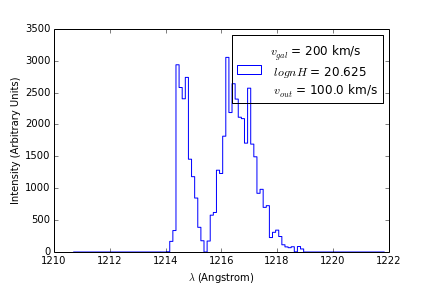 3500
3000
2500
2000
1500
1000
500
0
Intensity (Arbitrary Units)
v_gal = 200 km/s
lognH = 20.625
v_out = 100.0 km/s
1210 1212 1214 1216 1218 1220 1222
λ (Angstrom)